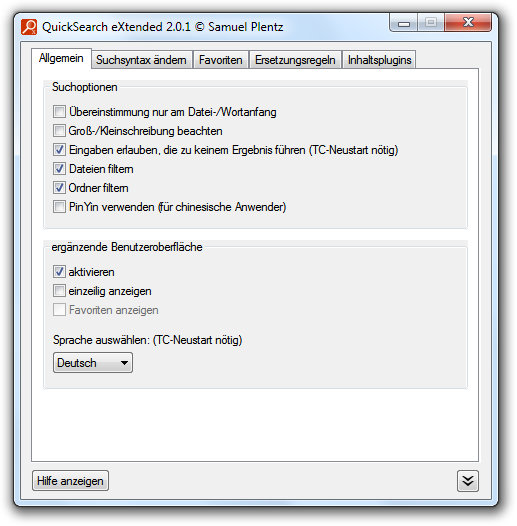 QuickSearch eXtended 2.0.1 © Samuel Plentz
Allgemein Suchsyntax ändern Favoriten Ersetzungsregeln Inhaltsplugins
Suchoptionen
Übereinstimmung nur am Datei-/Wortanfang
Groß-/Kleinschreibung beachten
Eingaben erlauben, die zu keinem Ergebnis führen (TC-Neustart nötig)
Dateien filtern
Ordner filtern
PinYin verwenden (für chinesische Anwender)
ergänzende Benutzeroberfläche
aktivieren
einzeilig anzeigen
Favoriten anzeigen
Sprache auswählen: (TC-Neustart nötig)
Deutsch
Hilfe anzeigen